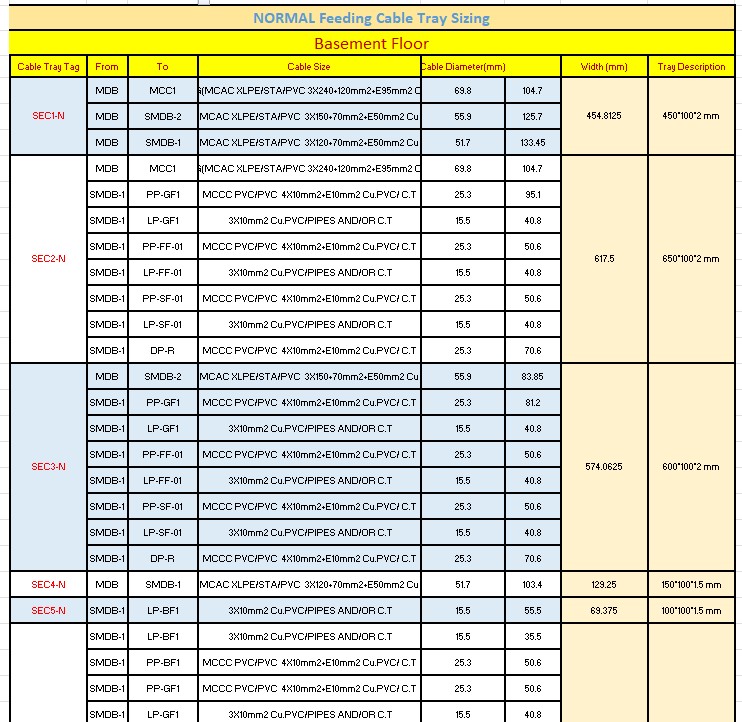 NORMAL Feeding Cable Tray Sizing
Basement Floor
Cable Tray Tag From To Cable Size Cable Diameter(mm) Width (mm) Tray Description
SEC1-N 454.8125 450*100*2 mm
MDB MCC1 (MCAC XLPE/STA/PVC 3X240+120mm2+E95mm2 C 69.8 104.7
MDB SMDB-2 MCAC XLPE/STA/PVC 3X150+70mm2+E50mm2 Cu 55.9 125.7
MDB SMDB-1 MCAC XLPE/STA/PVC 3X120+70mm2+E50mm2 Cu 51.7 133.45
SEC2-N 617.5 650*100*2 mm
MDB MCC1 (MCAC XLPE/STA/PVC 3X240+120mm2+E95mm2 C 69.8 104.7
SMDB-1 PP-GF1 MCCC PVC/PVC 4X10mm2+E10mm2 Cu.PVC/ C.T 25.3 95.1
SMDB-1 LP-GF1 3X10mm2 Cu.PVC/PIPES AND/OR C.T 15.5 40.8
SMDB-1 PP-FF-01 MCCC PVC/PVC 4X10mm2+E10mm2 Cu.PVC/ C.T 25.3 50.6
SMDB-1 LP-FF-01 3X10mm2 Cu.PVC/PIPES AND/OR C.T 15.5 40.8
SMDB-1 PP-SF-01 MCCC PVC/PVC 4X10mm2+E10mm2 Cu.PVC/ C.T 25.3 50.6
SMDB-1 LP-SF-01 3X10mm2 Cu.PVC/PIPES AND/OR C.T 15.5 40.8
SMDB-1 DP-R MCCC PVC/PVC 4X10mm2+E10mm2 Cu.PVC/ C.T 25.3 70.6
SEC3-N 574.0625 600*100*2 mm
MDB SMDB-2 MCAC XLPE/STA/PVC 3X150+70mm2+E50mm2 Cu 55.9 83.85
SMDB-1 PP-GF1 MCCC PVC/PVC 4X10mm2+E10mm2 Cu.PVC/ C.T 25.3 81.2
SMDB-1 LP-GF1 3X10mm2 Cu.PVC/PIPES AND/OR C.T 15.5 40.8
SMDB-1 PP-FF-01 MCCC PVC/PVC 4X10mm2+E10mm2 Cu.PVC/ C.T 25.3 50.6
SMDB-1 LP-FF-01 3X10mm2 Cu.PVC/PIPES AND/OR C.T 15.5 40.8
SMDB-1 PP-SF-01 MCCC PVC/PVC 4X10mm2+E10mm2 Cu.PVC/ C.T 25.3 50.6
SMDB-1 LP-SF-01 3X10mm2 Cu.PVC/PIPES AND/OR C.T 15.5 40.8
SMDB-1 DP-R MCCC PVC/PVC 4X10mm2+E10mm2 Cu.PVC/ C.T 25.3 70.6
SEC4-N MDB SMDB-1 MCAC XLPE/STA/PVC 3X120+70mm2+E50mm2 Cu 51.7 103.4 129.25 150*100*1.5 mm
SEC5-N SMDB-1 LP-BF1 3X10mm2 Cu.PVC/PIPES AND/OR C.T 15.5 55.5 69.375 100*100*1.5 mm
SMDB-1 LP-BF1 3X10mm2 Cu.PVC/PIPES AND/OR C.T 15.5 35.5
SMDB-1 PP-BF1 MCCC PVC/PVC 4X10mm2+E10mm2 Cu.PVC/ C.T 25.3 50.6
SMDB-1 PP-GF1 MCCC PVC/PVC 4X10mm2+E10mm2 Cu.PVC/ C.T 25.3 50.6
SMDB-1 LP-GF1 3X10mm2 Cu.PVC/PIPES AND/OR C.T 15.5 40.8